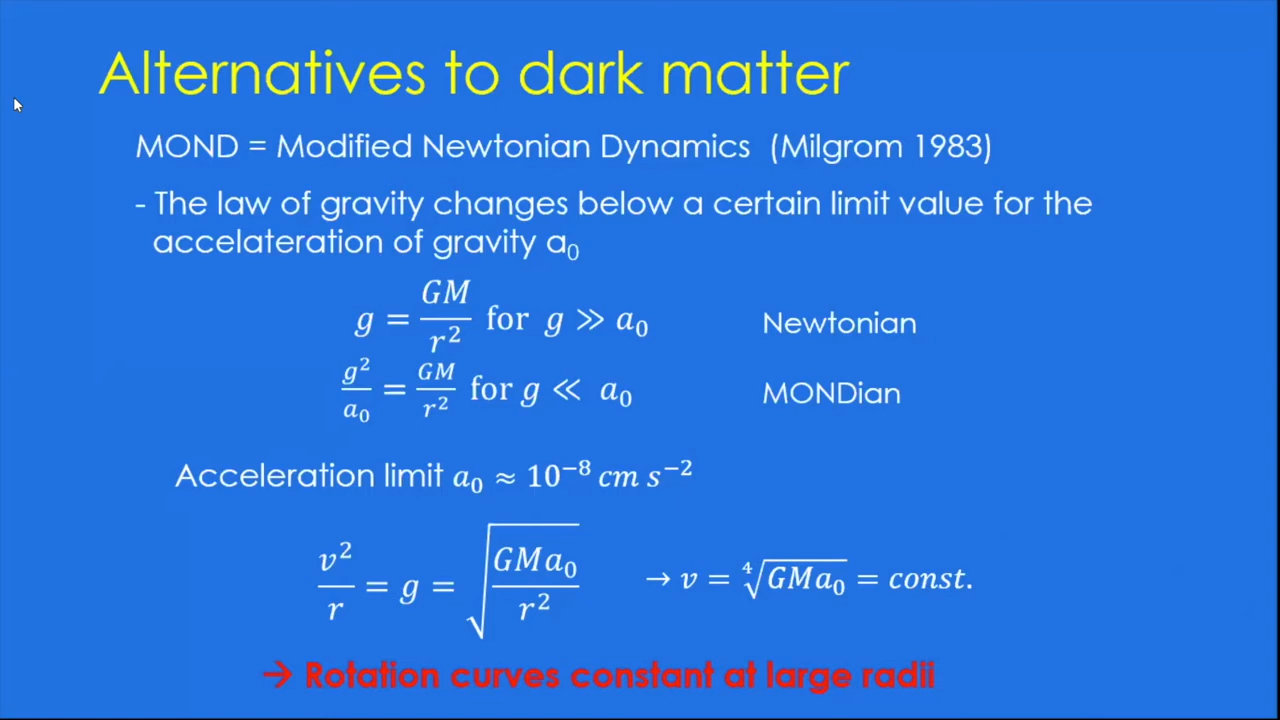 Alternatives to dark matter
MOND = Modified Newtonian Dynamics (Milgrom 1983)
- The law of gravity changes below a certain limit value for the
accelateration of gravity a₀
g = GM/r² for g ≫ a₀ Newtonian
g²/a₀ = GM/r² for g ≪ a₀ MONDian
Acceleration limit a₀ ≈ 10⁻⁸ cm s⁻²
v²/r = g = √(GMa₀/r²) → v = ∜(GMa₀) = const.
→ Rotation curves constant at large radii